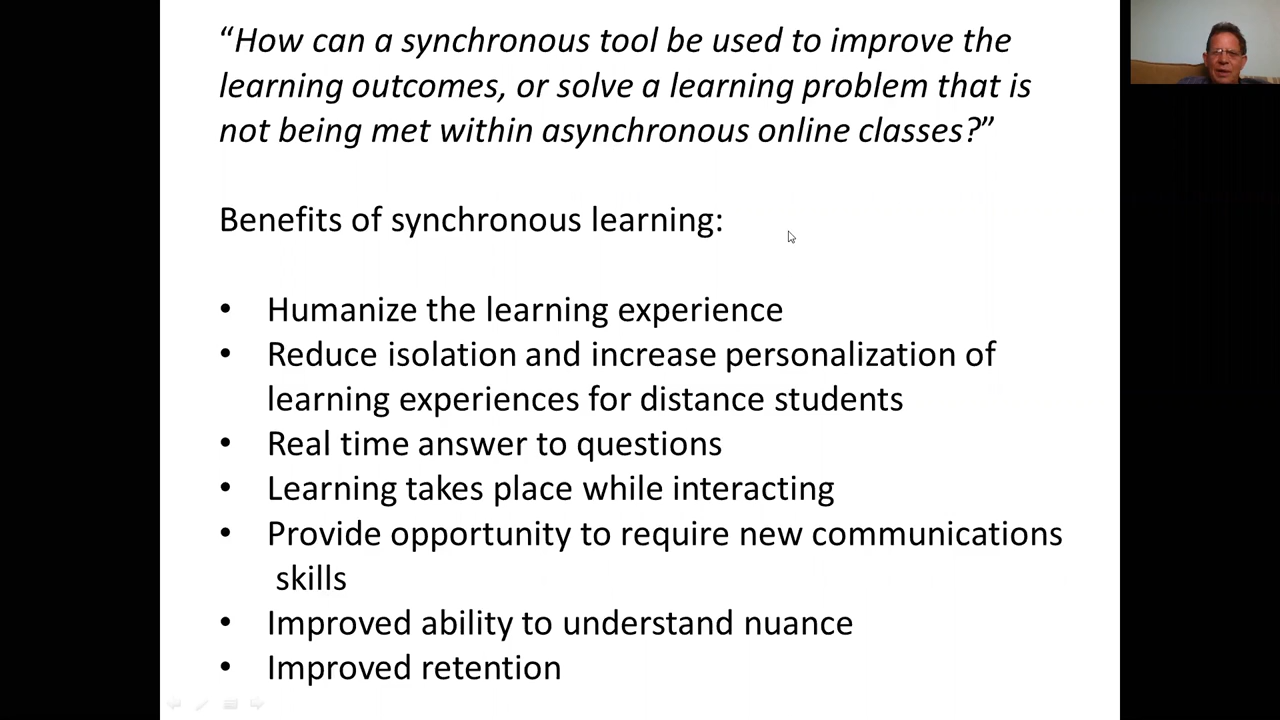 “How can a synchronous tool be used to improve the
learning outcomes, or solve a learning problem that is
not being met within asynchronous online classes?”
Benefits of synchronous learning:
• Humanize the learning experience
• Reduce isolation and increase personalization of
learning experiences for distance students
• Real time answer to questions
• Learning takes place while interacting
• Provide opportunity to require new communications
skills
• Improved ability to understand nuance
• Improved retention